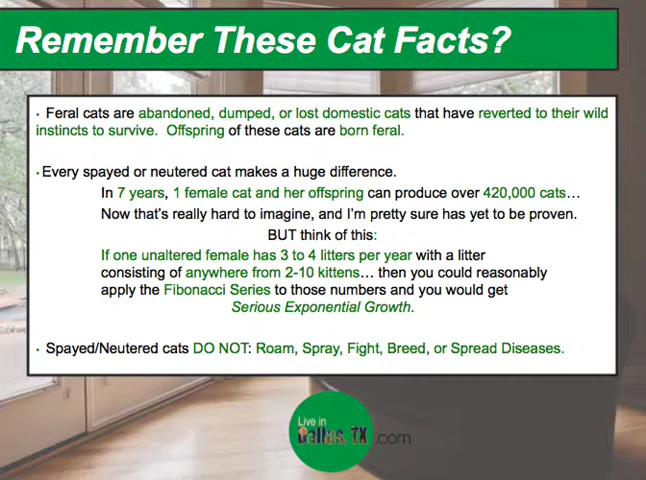 Remember These Cat Facts?
· Feral cats are abandoned, dumped, or lost domestic cats that have reverted to their wild
instincts to survive. Offspring of these cats are born feral.
· Every spayed or neutered cat makes a huge difference.
In 7 years, 1 female cat and her offspring can produce over 420,000 cats…
Now that's really hard to imagine, and I'm pretty sure has yet to be proven.
BUT think of this:
If one unaltered female has 3 to 4 litters per year with a litter
consisting of anywhere from 2-10 kittens… then you could reasonably
apply the Fibonacci Series to those numbers and you would get
Serious Exponential Growth.
· Spayed/Neutered cats DO NOT: Roam, Spray, Fight, Breed, or Spread Diseases.
Live in
Dallas, TX .com